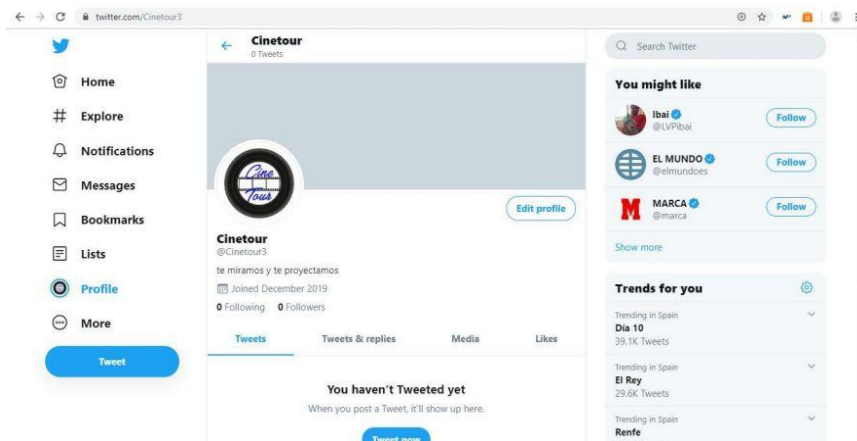 twitter.com/Cinetour3
Home
Explore
Notifications
Messages
Bookmarks
Lists
Profile
More
Tweet
Cinetour
0 Tweets
Cine
Tour
Edit profile
Cinetour
@Cinetour3
te miramos y te proyectamos
Joined December 2019
0 Following 0 Followers
Tweets Tweets & replies Media Likes
You haven't Tweeted yet
When you post a Tweet, it'll show up here.
Tweet now
Search Twitter
You might like
Ibai
@LVPibai
Follow
EL MUNDO
@elmundoes
Follow
M
MARCA
@marca
Follow
Show more
Trends for you
Trending in Spain
Día 10
39.1K Tweets
Trending in Spain
El Rey
29.6K Tweets
Trending in Spain
Renfe